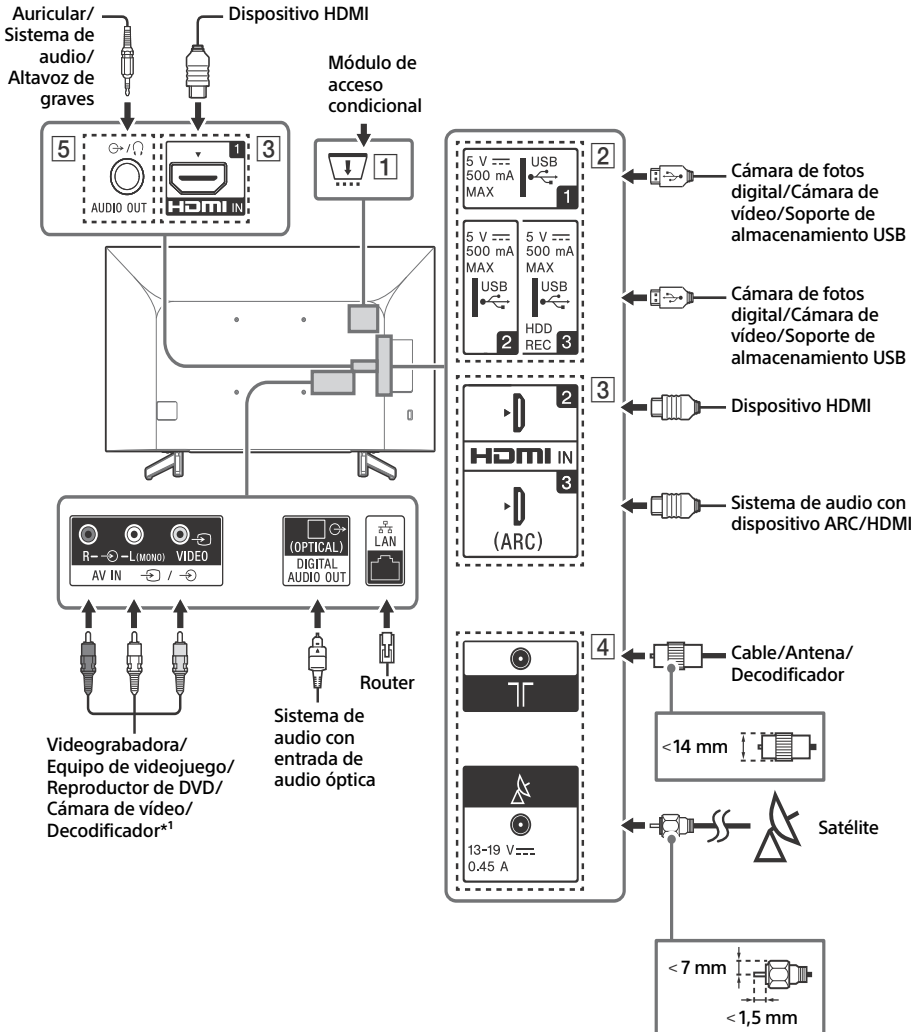 Auricular/
Sistema de
audio/
Altavoz de
graves
Dispositivo HDMI
Módulo de
acceso
condicional
5
AUDIO OUT
1
3
HDMI IN
1
2
5 V
500 mA
MAX
USB
1
Cámara de fotos
digital/Cámara de
vídeo/Soporte de
almacenamiento USB
5 V
500 mA
MAX
USB
2
5 V
500 mA
MAX
USB
HDD
REC 3
Cámara de fotos
digital/Cámara de
vídeo/Soporte de
almacenamiento USB
3
2
HDMI IN
3
(ARC)
Dispositivo HDMI
Sistema de audio con
dispositivo ARC/HDMI
R- -L(MONO) VIDEO
AV IN /
(OPTICAL)
DIGITAL
AUDIO OUT
LAN
Videograbadora/
Equipo de videojuego/
Reproductor de DVD/
Cámara de vídeo/
Decodificador*1
Sistema de
audio con
entrada de
audio óptica
Router
4
Cable/Antena/
Decodificador
<14 mm
13-19 V
0.45 A
Satélite
<7 mm
<1,5 mm